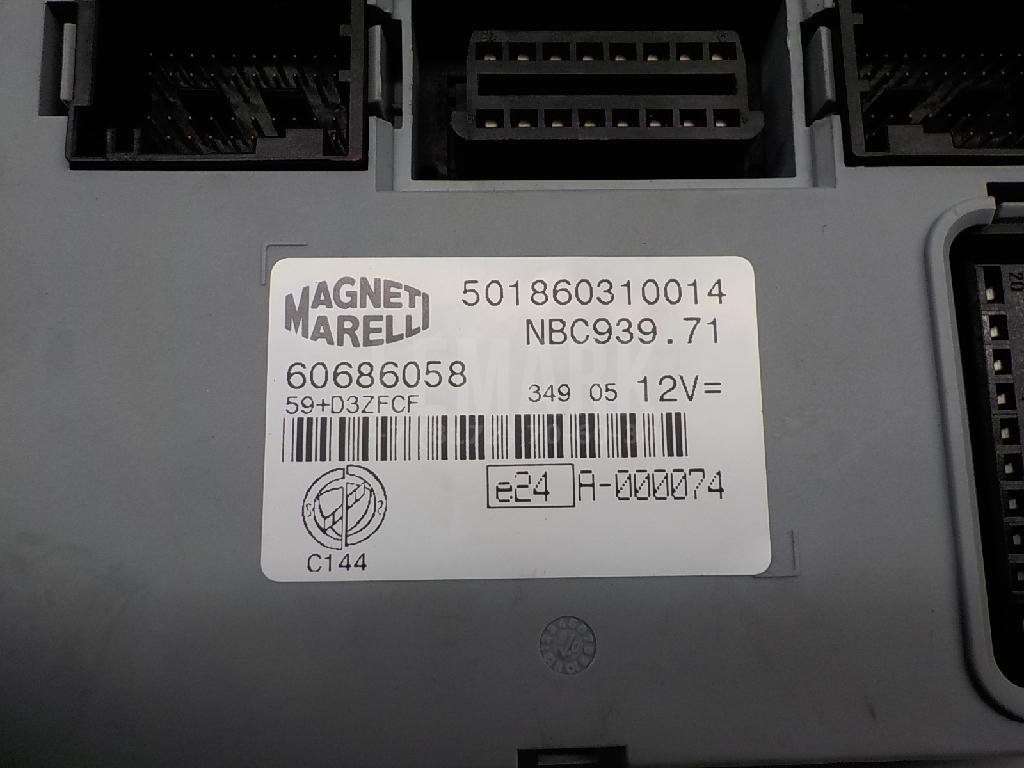 MAGNETI
MARELLI
501860310014
NBC939.71
60686058
349 05 12V=
59+D3ZFCF
e24 A-000074
C144
20